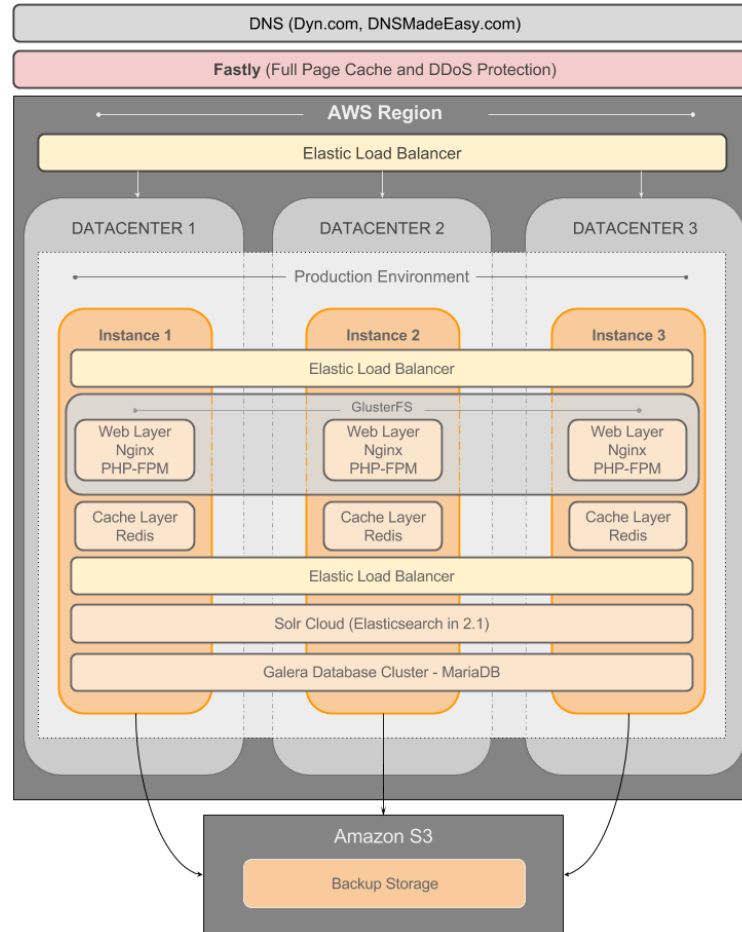 DNS (Dyn.com, DNSMadeEasy.com)
Fastly (Full Page Cache and DDoS Protection)
AWS Region
Elastic Load Balancer
DATACENTER 1
DATACENTER 2
DATACENTER 3
Production Environment
Instance 1
Instance 2
Instance 3
Elastic Load Balancer
GlusterFS
Web Layer
Nginx
PHP-FPM
Web Layer
Nginx
PHP-FPM
Web Layer
Nginx
PHP-FPM
Cache Layer
Redis
Cache Layer
Redis
Cache Layer
Redis
Elastic Load Balancer
Solr Cloud (Elasticsearch in 2.1)
Galera Database Cluster - MariaDB
Amazon S3
Backup Storage